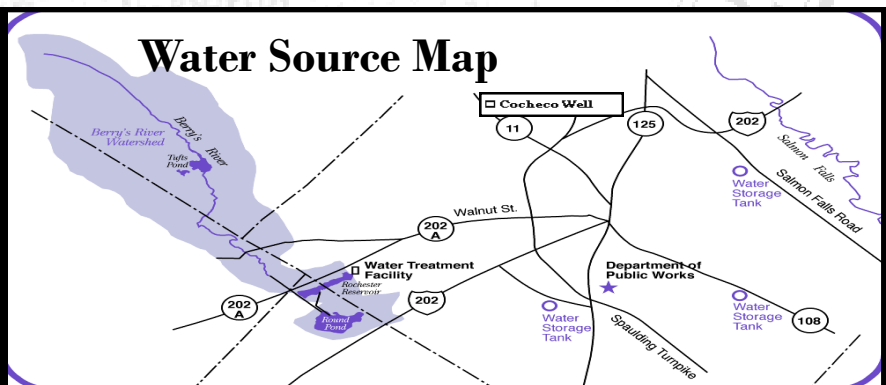 Water Source Map
Cocheco Well
11
125
202
Berry's River
Watershed
Berry's River
Tufts
Pond
Salmon Falls
Water
Storage
Tank
Salmon Falls Road
202
A
Walnut St.
Water Treatment
Facility
Rochester
Reservoir
Department of
Public Works
202
A
202
Round
Pond
Water
Storage
Tank
Spaulding Turnpike
Water
Storage
Tank
108